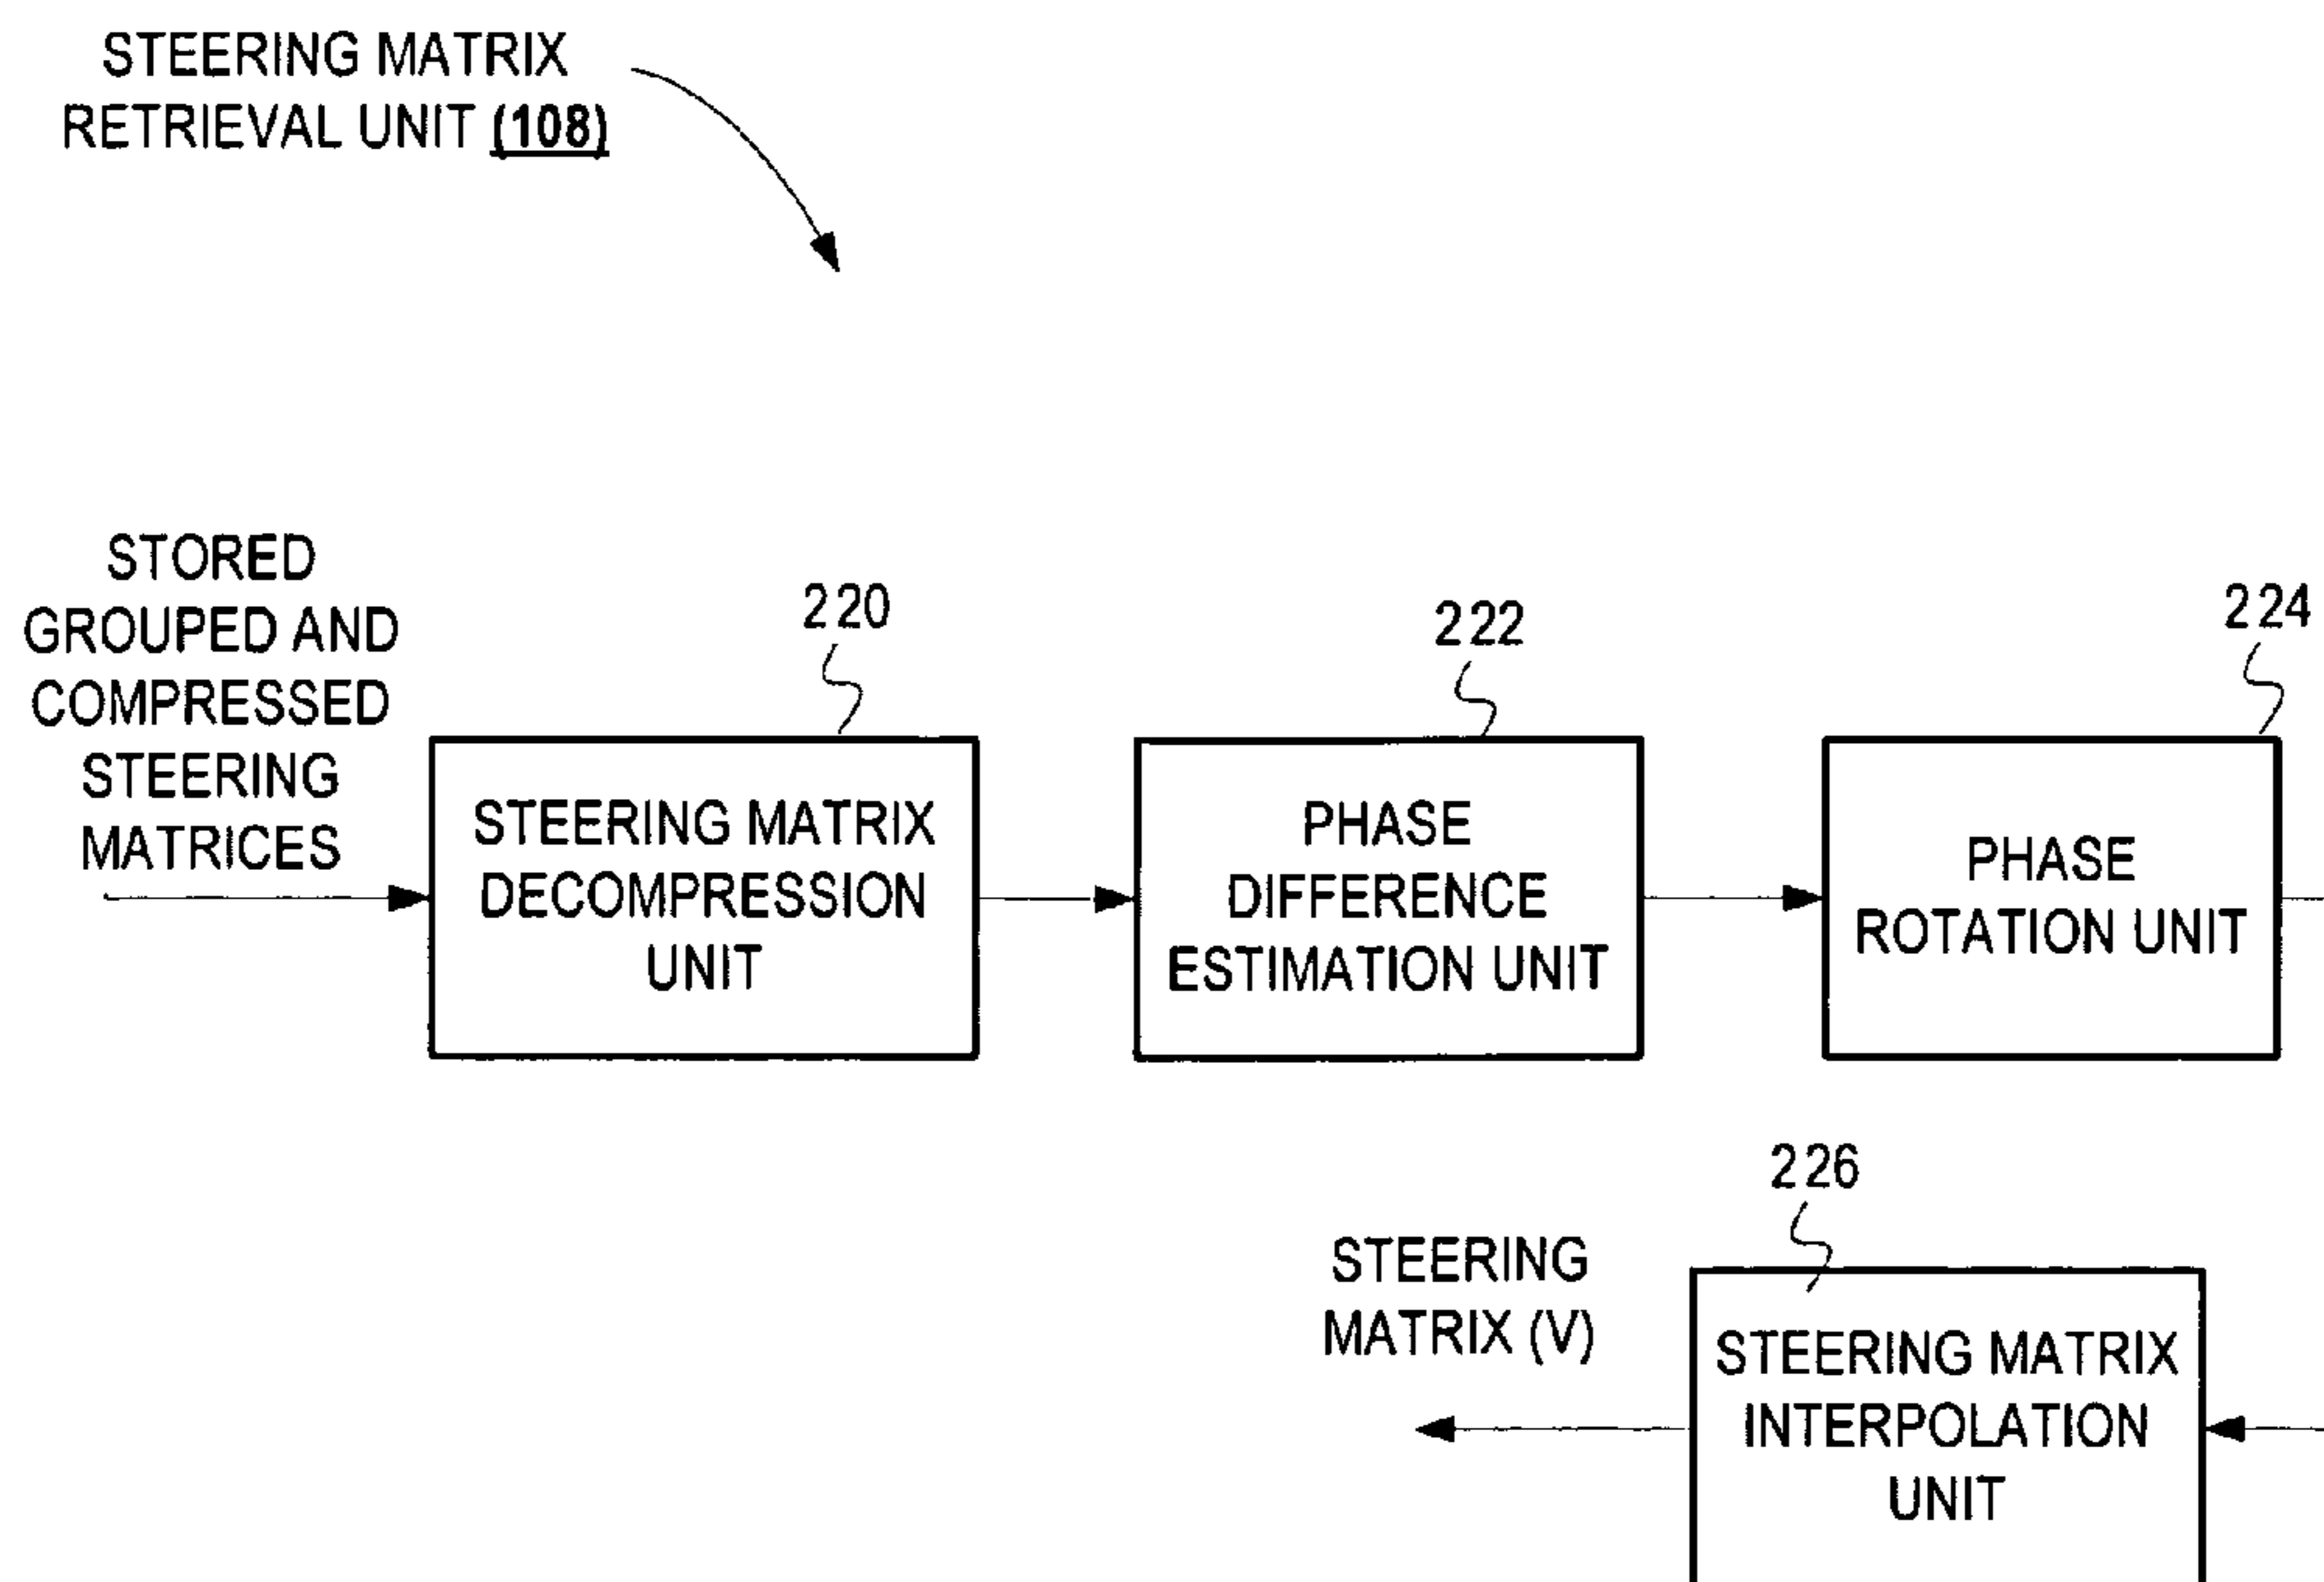 STEERING MATRIX
RETRIEVAL UNIT (108)
STORED
GROUPED AND
COMPRESSED
STEERING
MATRICES
220
STEERING MATRIX
DECOMPRESSION
UNIT
222
PHASE
DIFFERENCE
ESTIMATION UNIT
224
PHASE
ROTATION UNIT
226
STEERING MATRIX
INTERPOLATION
UNIT
STEERING
MATRIX (V)